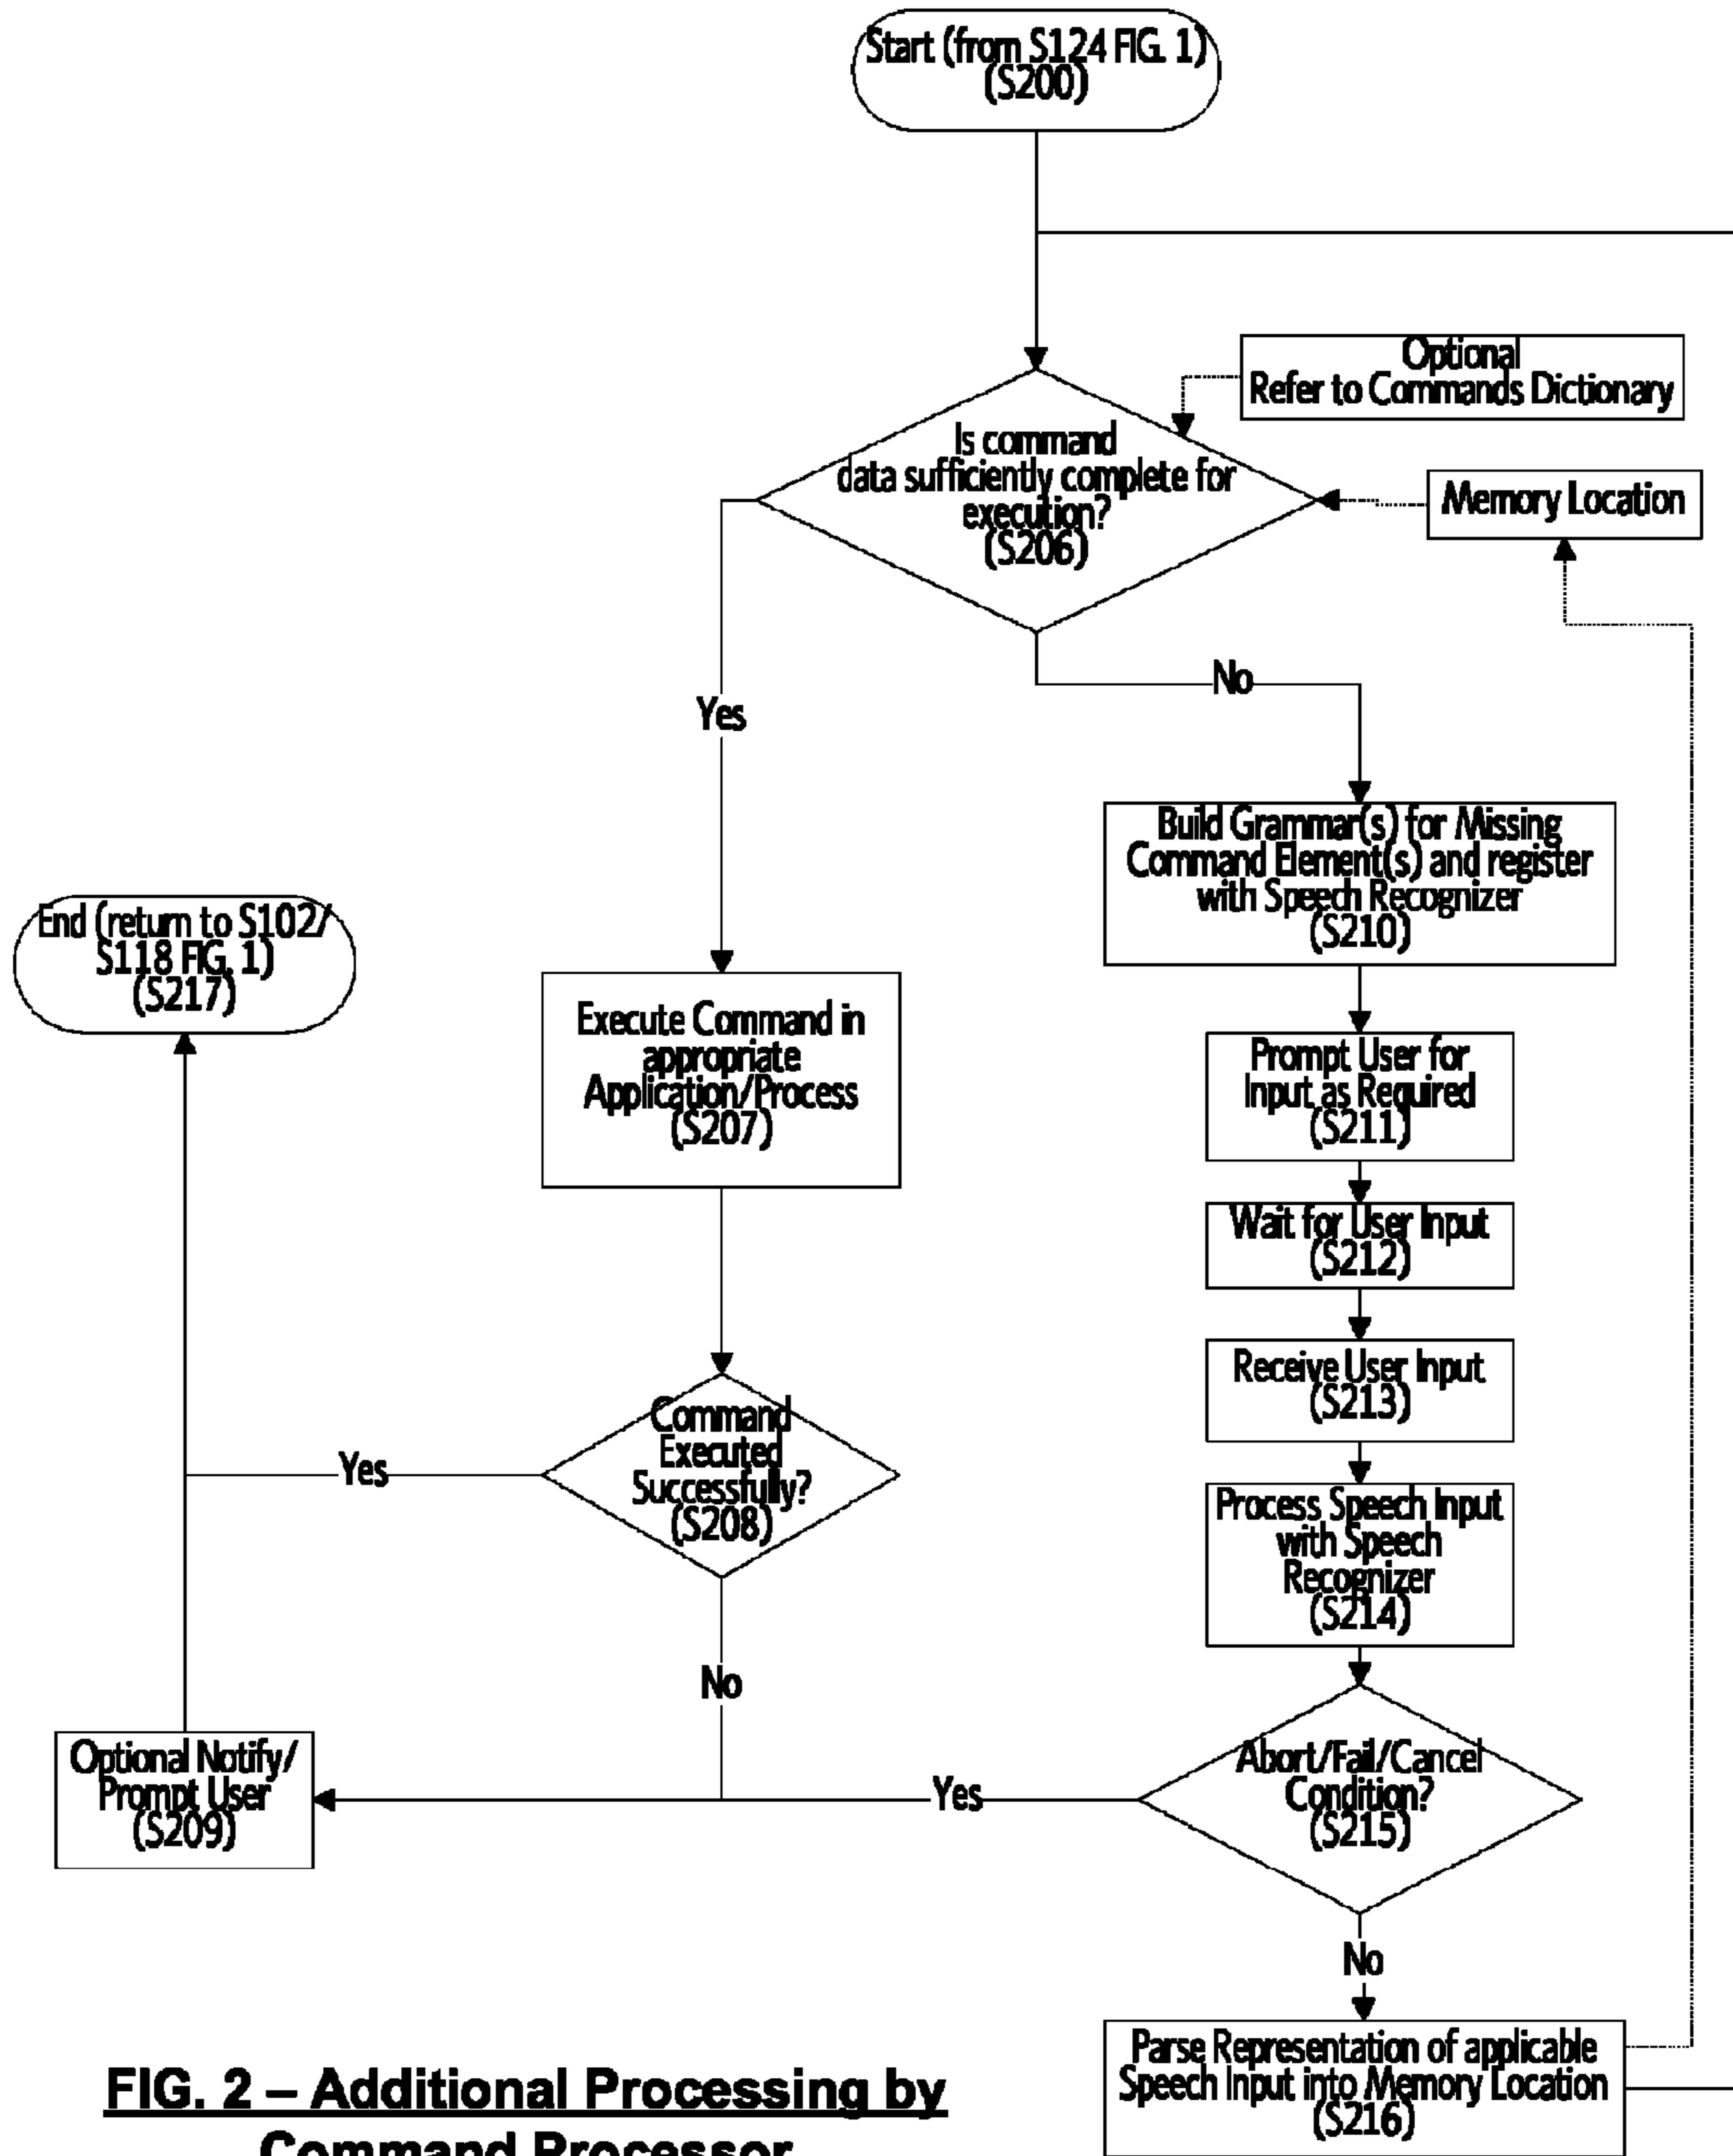 Start (from S124 FIG. 1)
(S200)
Optional
Refer to Commands Dictionary
Is command
data sufficiently complete for
execution?
(S206)
Memory Location
No
Yes
Build Grammar(s) for Missing
Command Element(s) and register
with Speech Recognizer
(S210)
End (return to S102/
S118 FIG. 1)
(S217)
Execute Command in
appropriate
Application/Process
(S207)
Prompt User for
Input as Required
(S211)
Wait for User Input
(S212)
Receive User Input
(S213)
Command
Executed
Successfully?
(S208)
Yes
Process Speech Input
with Speech
Recognizer
(S214)
No
Optional Notify/
Prompt User
(S209)
Yes
Abort/Fail/Cancel
Condition?
(S215)
No
Parse Representation of applicable
Speech Input into Memory Location
(S216)
FIG. 2 – Additional Processing by
Command Processor